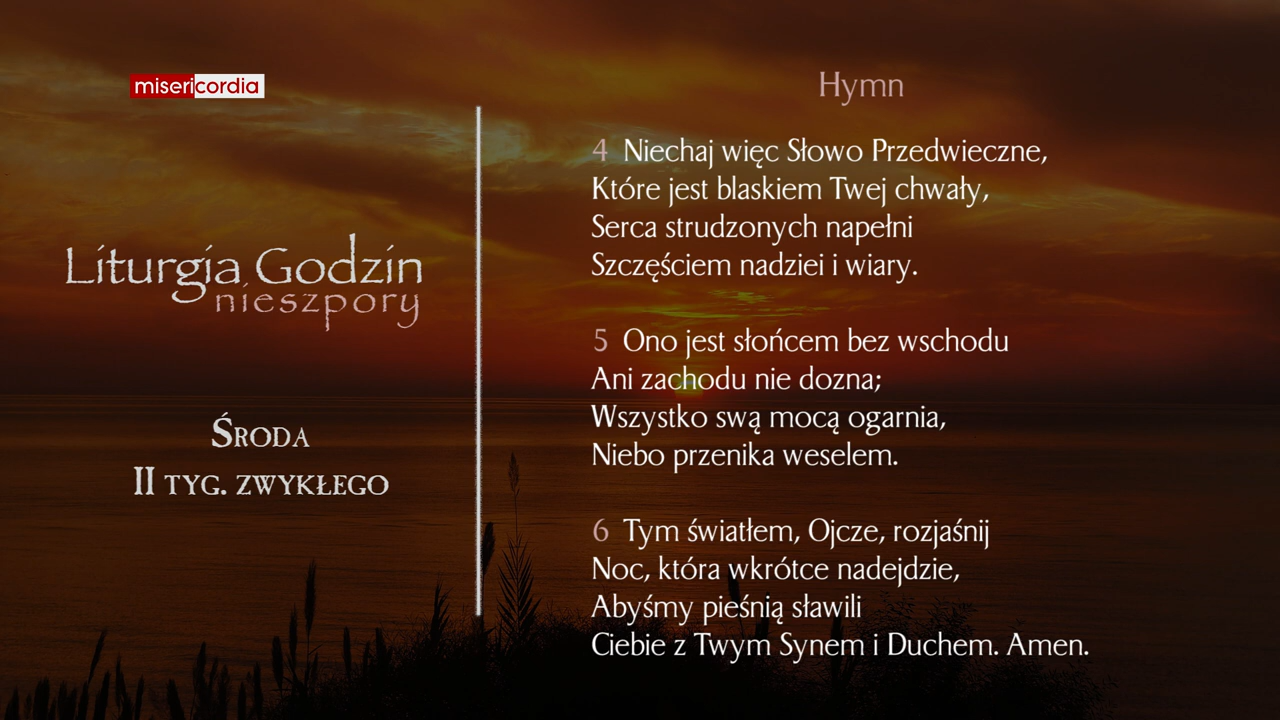 misericordia
Liturgia Godzin
nieszpory
Środa
II tyg. zwykłego
Hymn
4 Niechaj więc Słowo Przedwieczne,
Które jest blaskiem Twej chwały,
Serca strudzonych napełni
Szczęściem nadziei i wiary.
5 Ono jest słońcem bez wschodu
Ani zachodu nie dozna;
Wszystko swą mocą ogarnia,
Niebo przenika weselem.
6 Tym światłem, Ojcze, rozjaśnij
Noc, która wkrótce nadejdzie,
Abyśmy pieśnią sławili
Ciebie z Twym Synem i Duchem. Amen.